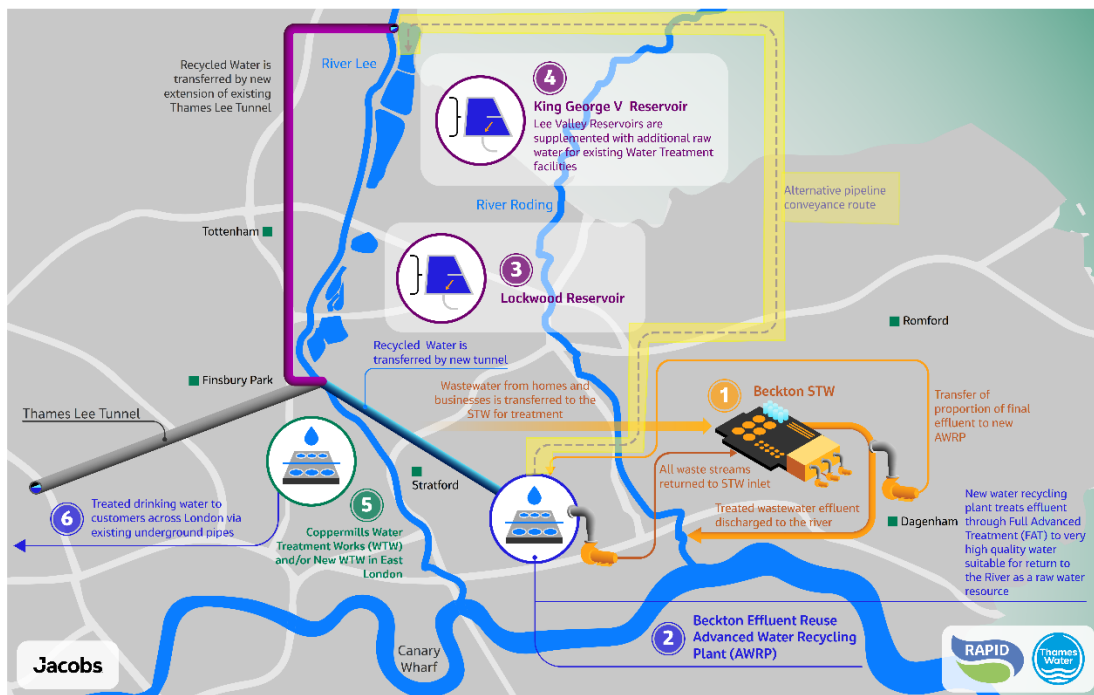 Recycled Water is
transferred by new
extension of existing
Thames Lee Tunnel
River Lee
4
King George V Reservoir
Lee Valley Reservoirs are
supplemented with additional raw
water for existing Water Treatment
facilities
River Roding
Alternative pipeline
conveyance route
Tottenham
3
Lockwood Reservoir
Romford
Recycled Water is
transferred by new tunnel
Finsbury Park
Wastewater from homes and
businesses is transferred to the
STW for treatment
1
Beckton STW
Transfer of
proportion of final
effluent to new
AWRP
Thames Lee Tunnel
Stratford
All waste streams
returned to STW inlet
6
Treated drinking water to
customers across London via
existing underground pipes
5
Coppermills Water
Treatment Works (WTW)
and/or New WTW in East
London
Treated wastewater effluent
discharged to the river
Dagenham
New water recycling
plant treats effluent
through Full Advanced
Treatment (FAT) to very
high quality water
suitable for return to
the River as a raw water
resource
2
Beckton Effluent Reuse
Advanced Water Recycling
Plant (AWRP)
Canary
Wharf
Jacobs
RAPID
Thames
Water